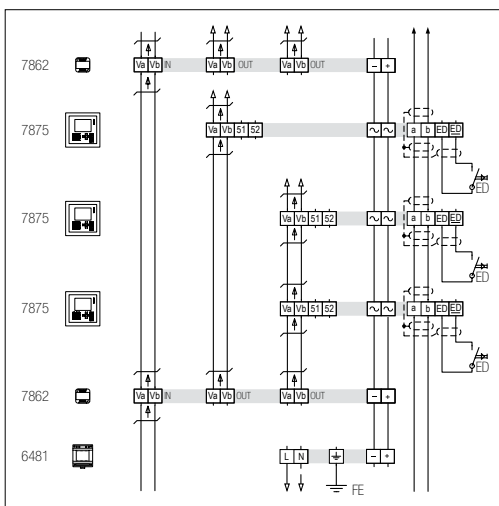 7862 Va Vb IN Va Vb OUT Va Vb OUT - +
7875 Va Vb 51 52 ~ ~ a b ED ED
ED
7875 Va Vb 51 52 ~ ~ a b ED ED
ED
7875 Va Vb 51 52 ~ ~ a b ED ED
ED
7862 Va Vb IN Va Vb OUT Va Vb OUT - +
6481 L N - +
FE